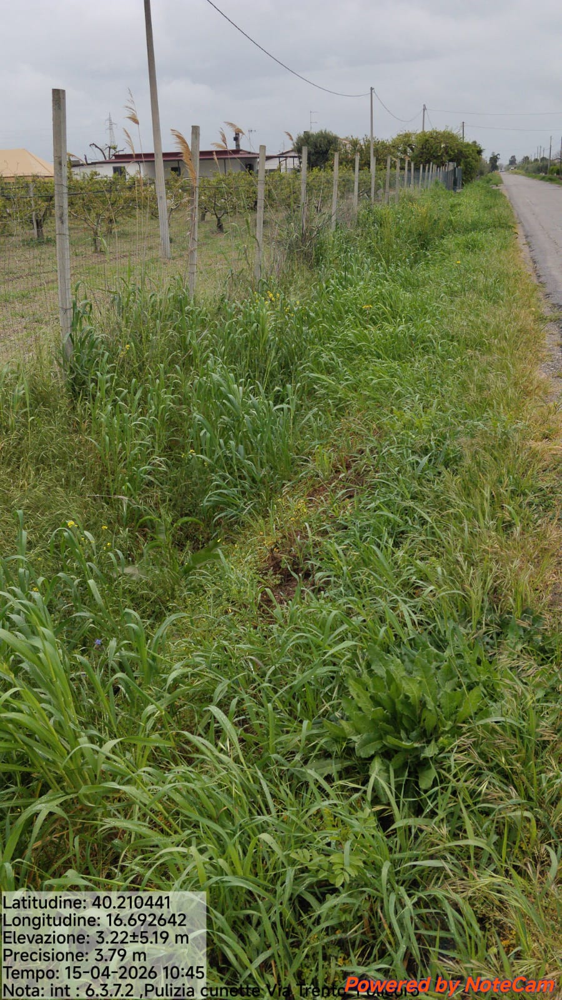 Latitudine: 40.210441
Longitudine: 16.692642
Elevazione: 3.22±5.19 m
Precisione: 3.79 m
Tempo: 15-04-2026 10:45
Nota: int : 6.3.7.2 ,Pulizia cunette Via Trento,
Powered by NoteCam